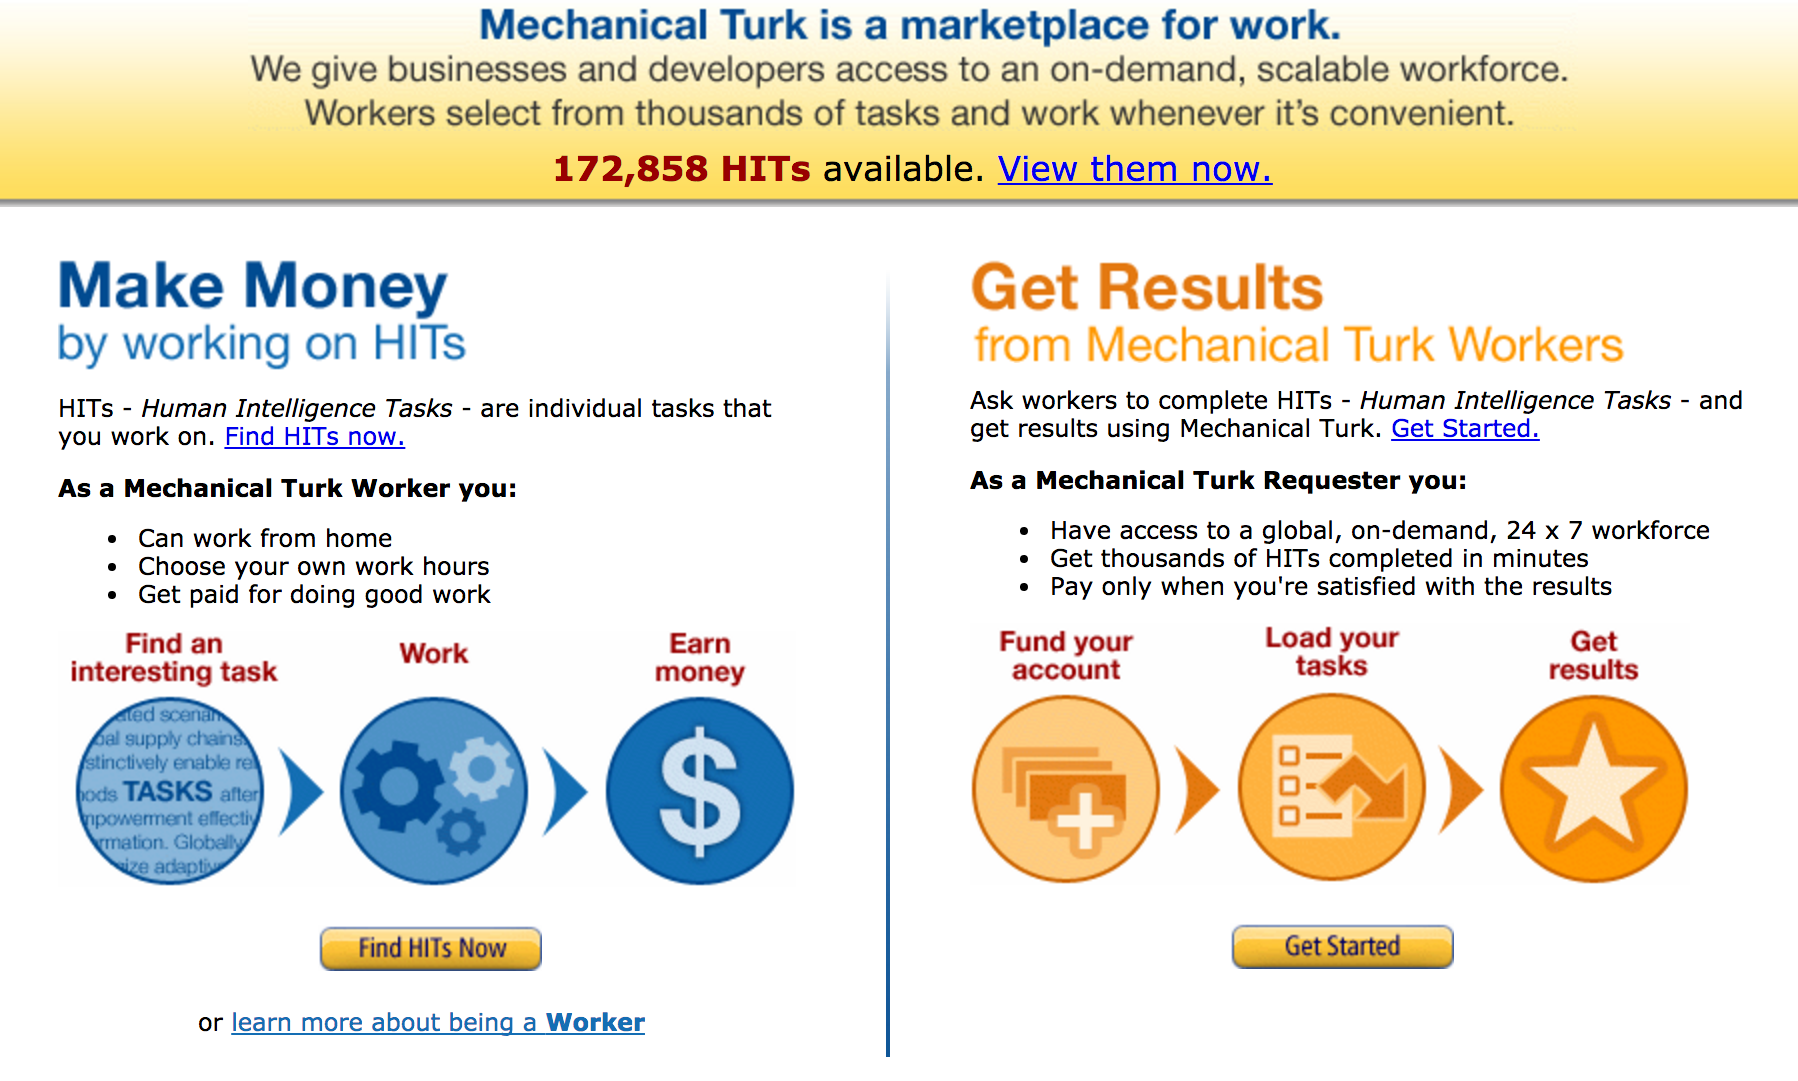 Mechanical Turk is a marketplace for work.
We give businesses and developers access to an on-demand, scalable workforce.
Workers select from thousands of tasks and work whenever it's convenient.
172,858 HITs available. View them now.
Make Money
by working on HITs
HITs - Human Intelligence Tasks - are individual tasks that
you work on. Find HITs now.
As a Mechanical Turk Worker you:
• Can work from home
• Choose your own work hours
• Get paid for doing good work
Find an
interesting task
Work
Earn
money
scenar
supply chains
enable
TASKS after
mpowerment effectiv
rmation. Globally
ize adaptiv
$
Find HITs Now
or learn more about being a Worker
Get Results
from Mechanical Turk Workers
Ask workers to complete HITs - Human Intelligence Tasks - and
get results using Mechanical Turk. Get Started.
As a Mechanical Turk Requester you:
• Have access to a global, on-demand, 24 x 7 workforce
• Get thousands of HITs completed in minutes
• Pay only when you're satisfied with the results
Fund your
account
Load your
tasks
Get
results
Get Started